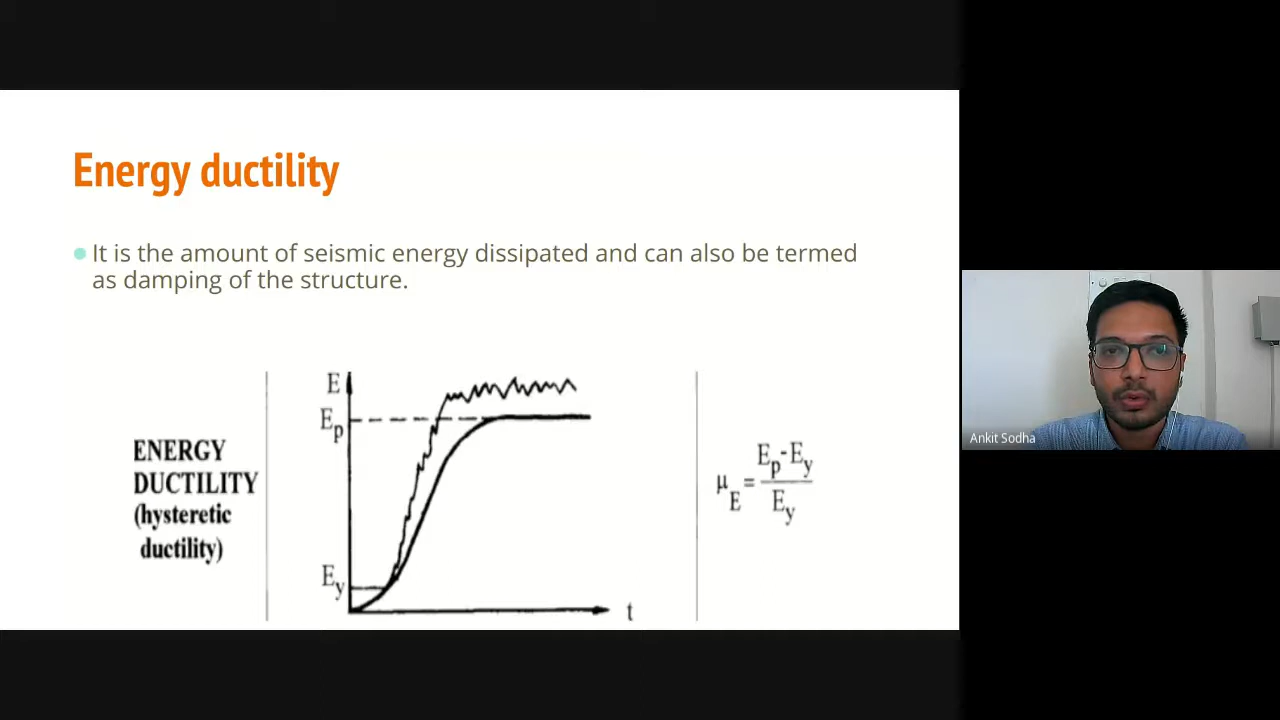 Energy ductility
It is the amount of seismic energy dissipated and can also be termed
as damping of the structure.
ENERGY
DUCTILITY
(hysteretic
ductility)
E
Ep
Ey
t
μE = Ep-Ey
Ey
Ankit Sodha